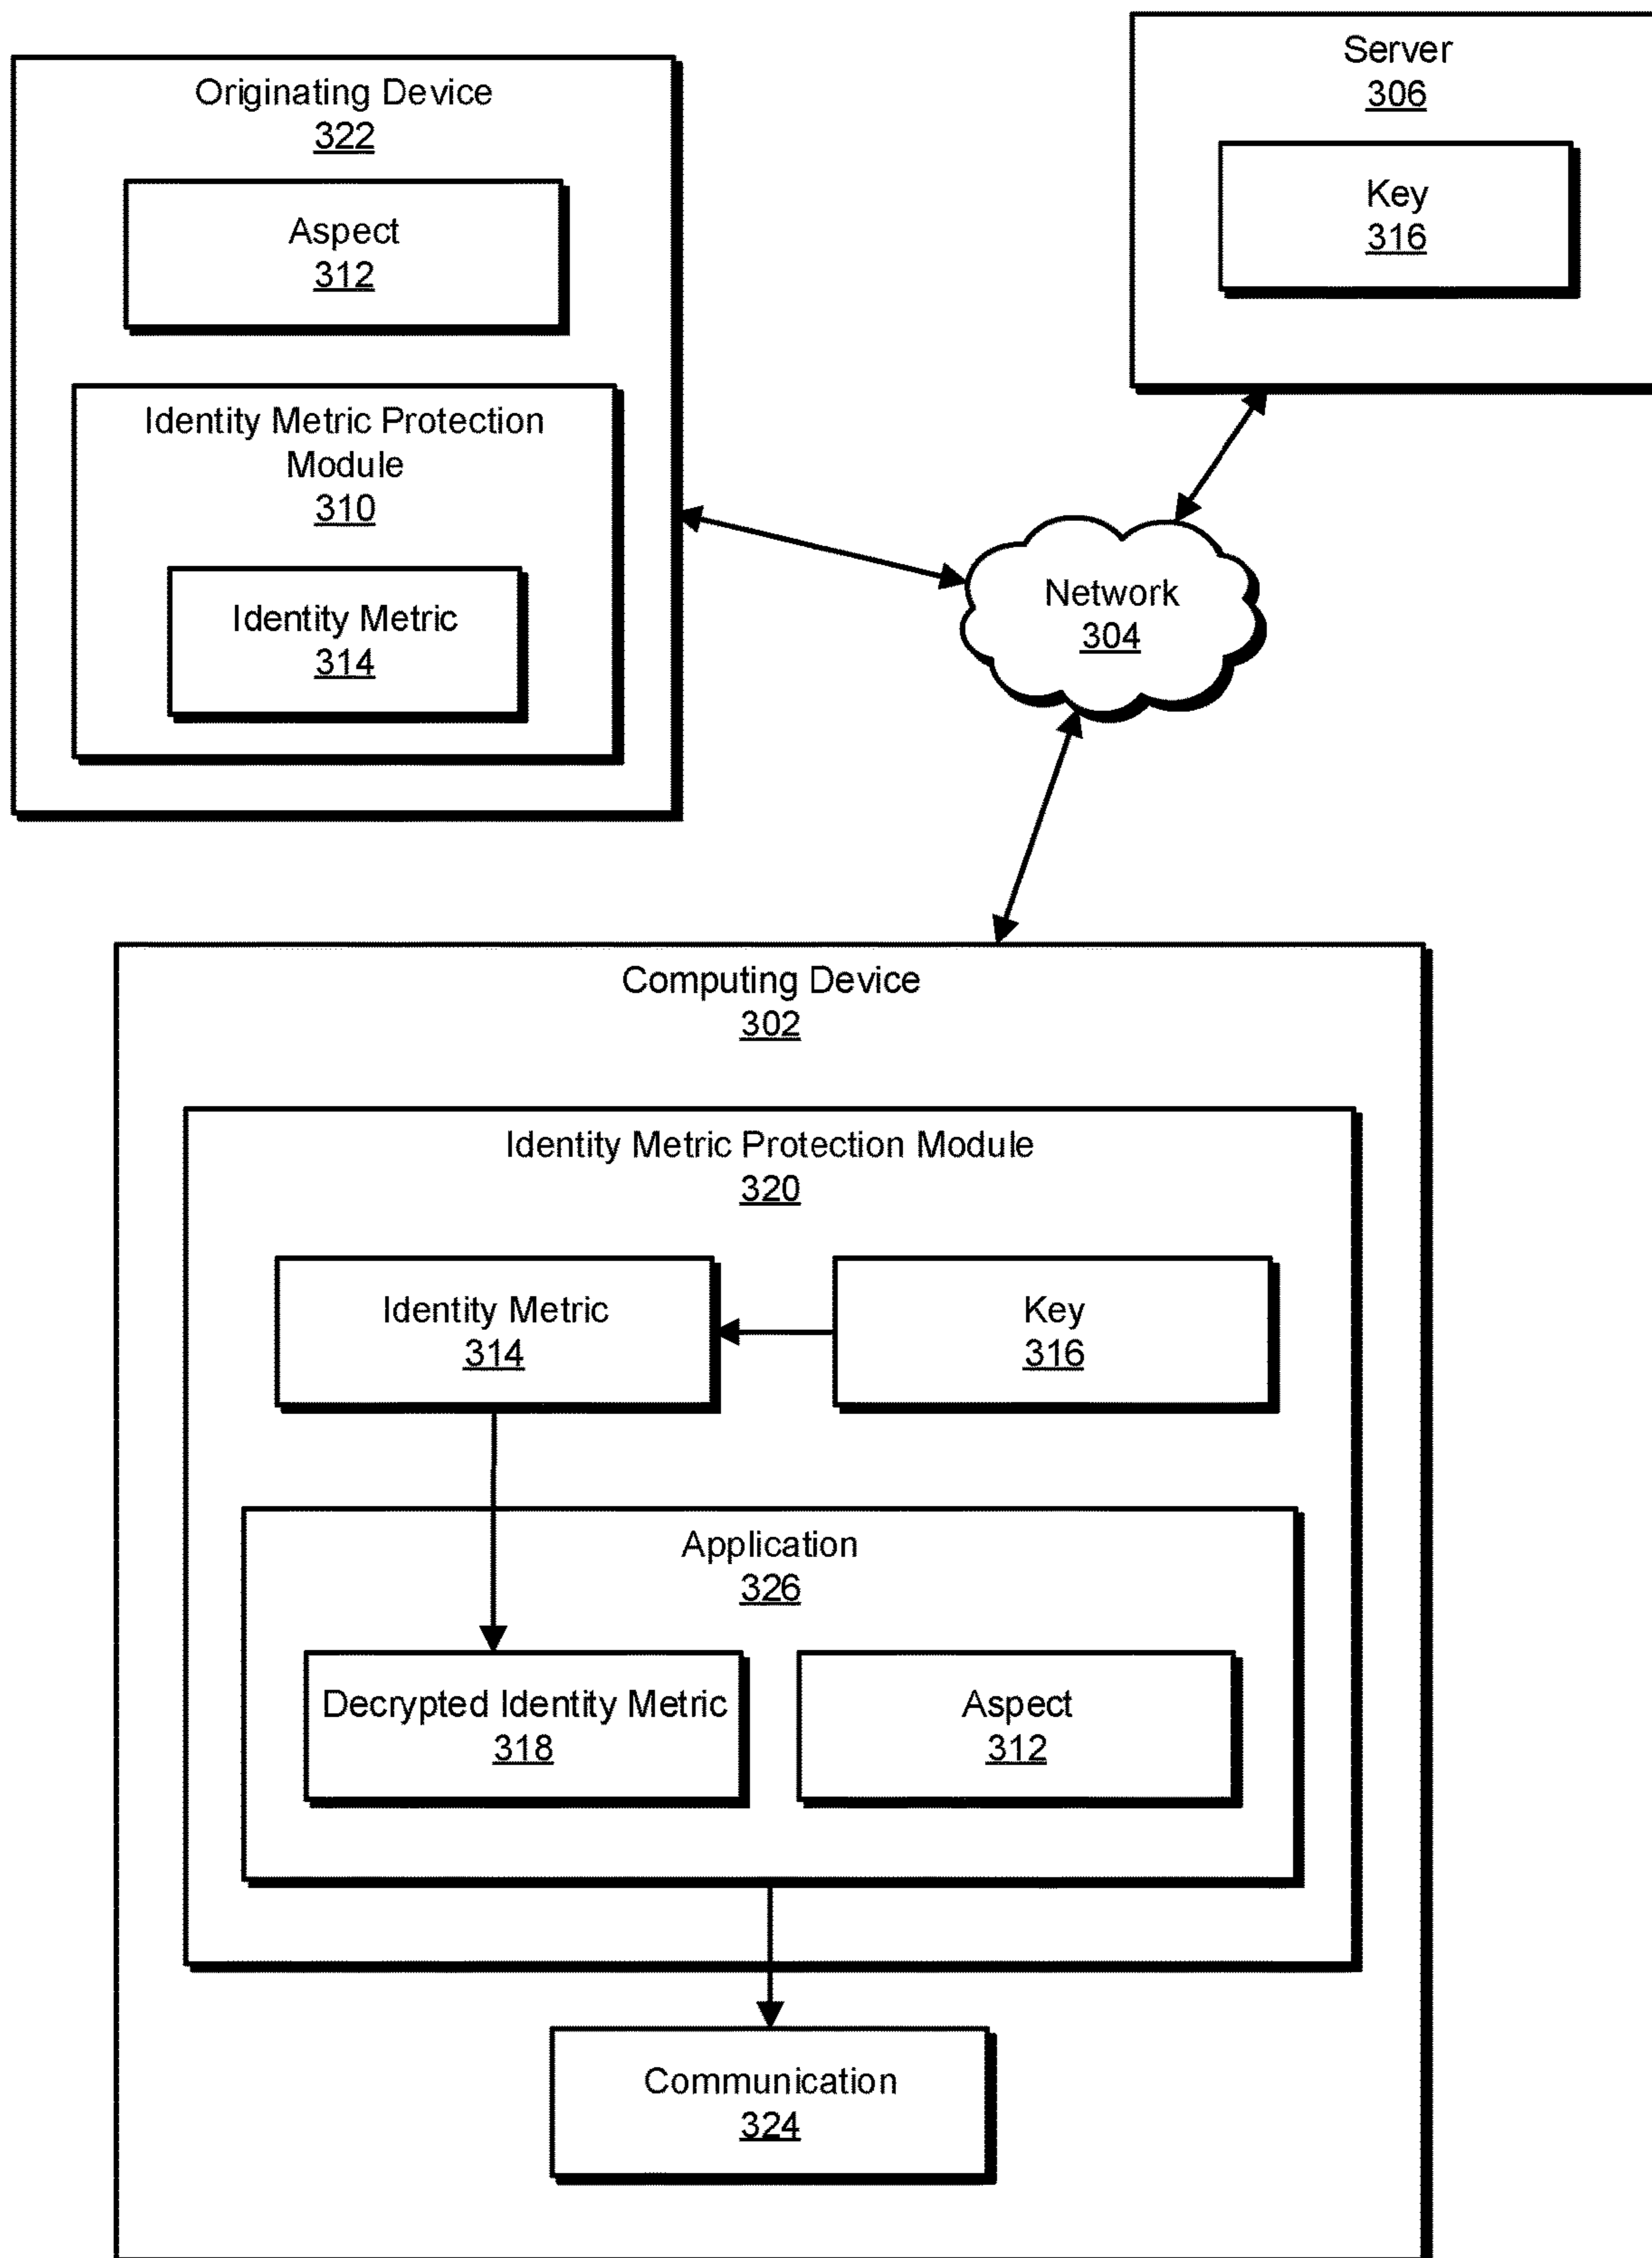 Originating Device
322
Aspect
312
Identity Metric Protection
Module
310
Identity Metric
314
Server
306
Key
316
Network
304
Computing Device
302
Identity Metric Protection Module
320
Identity Metric
314
Key
316
Application
326
Decrypted Identity Metric
318
Aspect
312
Communication
324